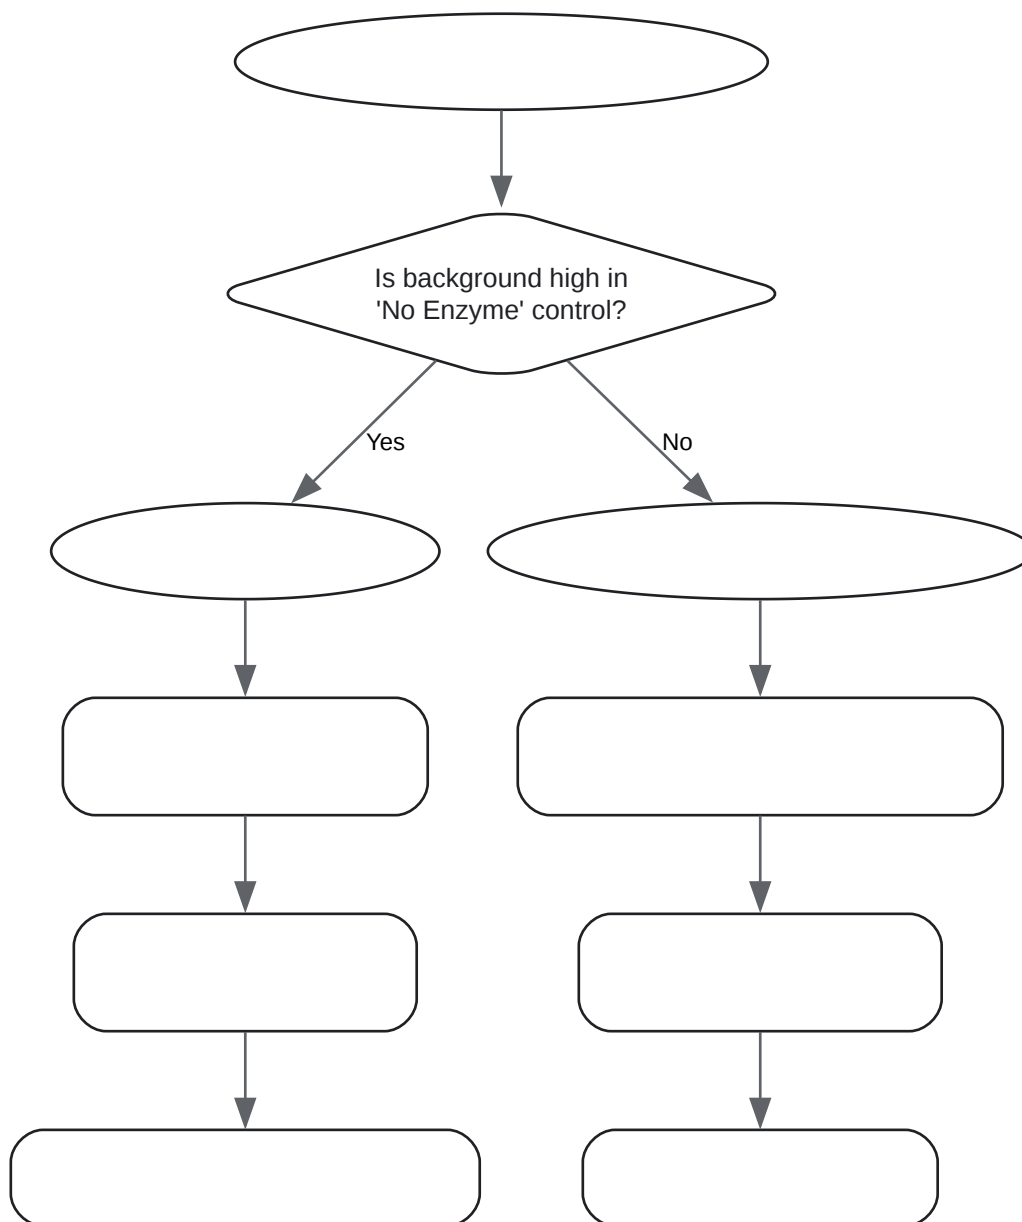 Is background high in
'No Enzyme' control?
Yes
No